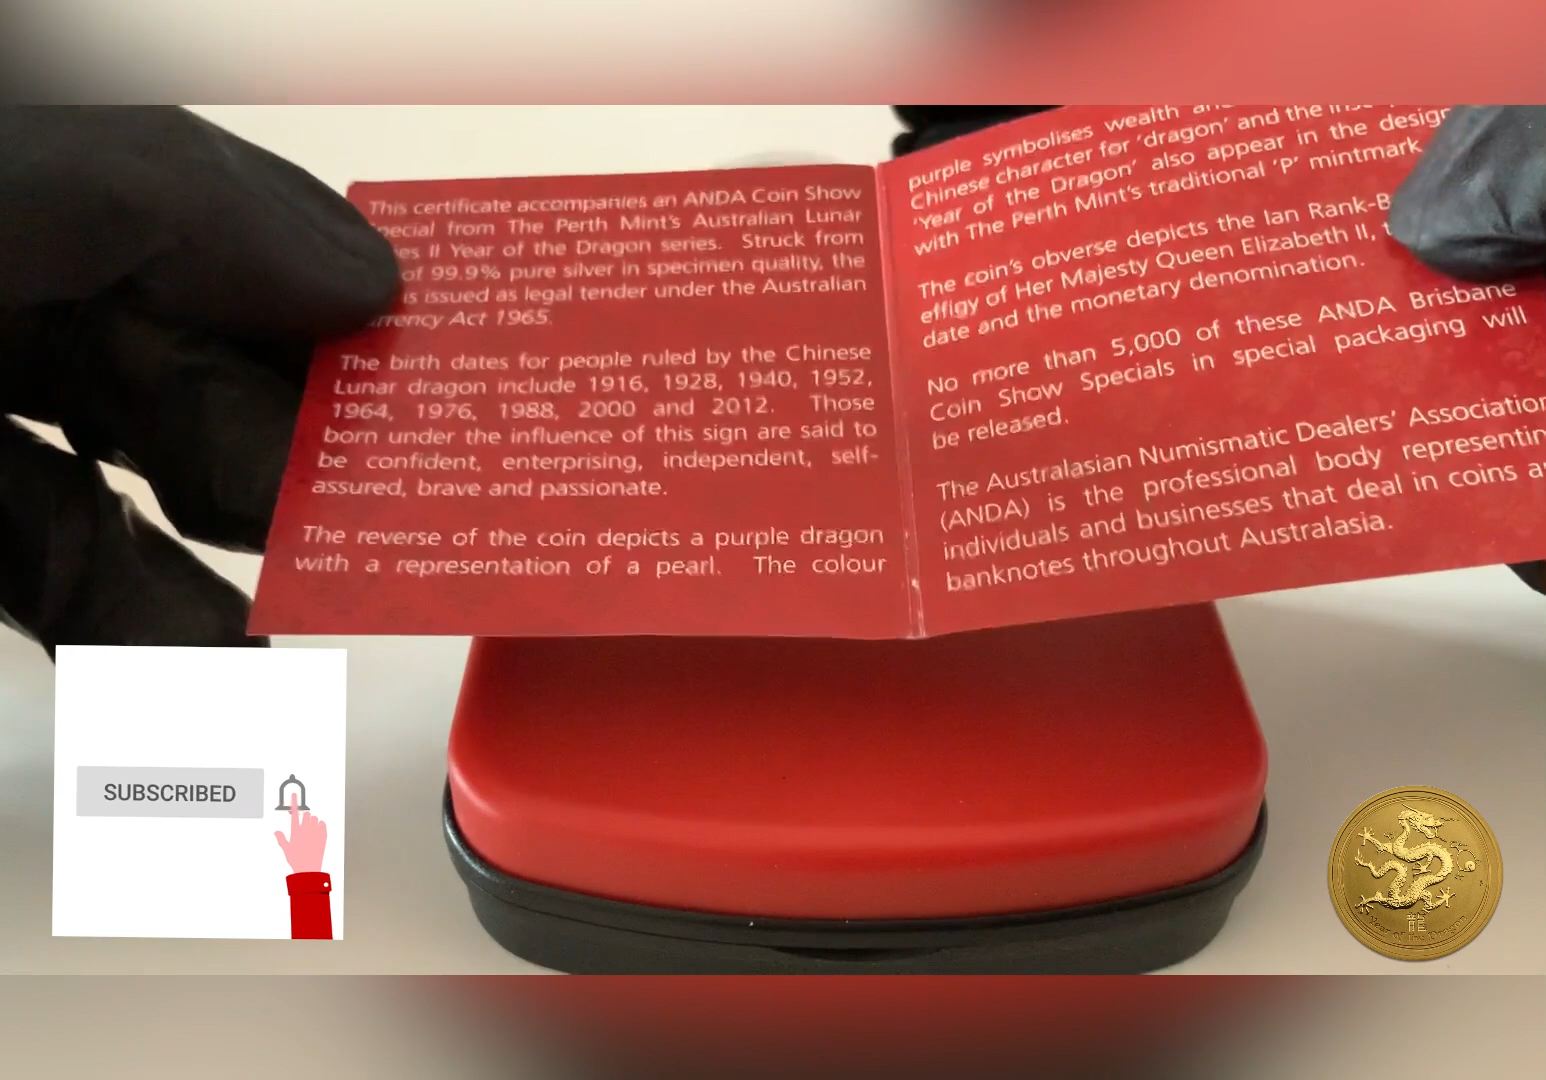 This certificate accompanies an ANDA Coin Show
from The Perth Mint's Australian Lunar
II Year of the Dragon series. Struck from
of 99.9% pure silver in specimen quality, the
is issued as legal tender under the Australian
Act 1965.
The birth dates for people ruled by the Chinese
Lunar dragon include 1916, 1928, 1940, 1952,
1964, 1976, 1988, 2000 and 2012. Those
born under the influence of this sign are said to
be confident, enterprising, independent, self-
assured, brave and passionate.
The reverse of the coin depicts a purple dragon
with a representation of a pearl. The colour
purple symbolises wealth
Chinese character for 'dragon' and the
'Year of the Dragon' also appear in the design
with The Perth Mint's traditional 'P' mintmark
The coin's obverse depicts the Ian Rank-B
effigy of Her Majesty Queen Elizabeth II,
date and the monetary denomination.
No more than 5,000 of these ANDA Brisbane
Coin Show Specials in special packaging will
be released.
The Australasian Numismatic Dealers' Association
(ANDA) is the professional body representin
individuals and businesses that deal in coins a
banknotes throughout Australasia.
SUBSCRIBED
龍
Year of the Dragon